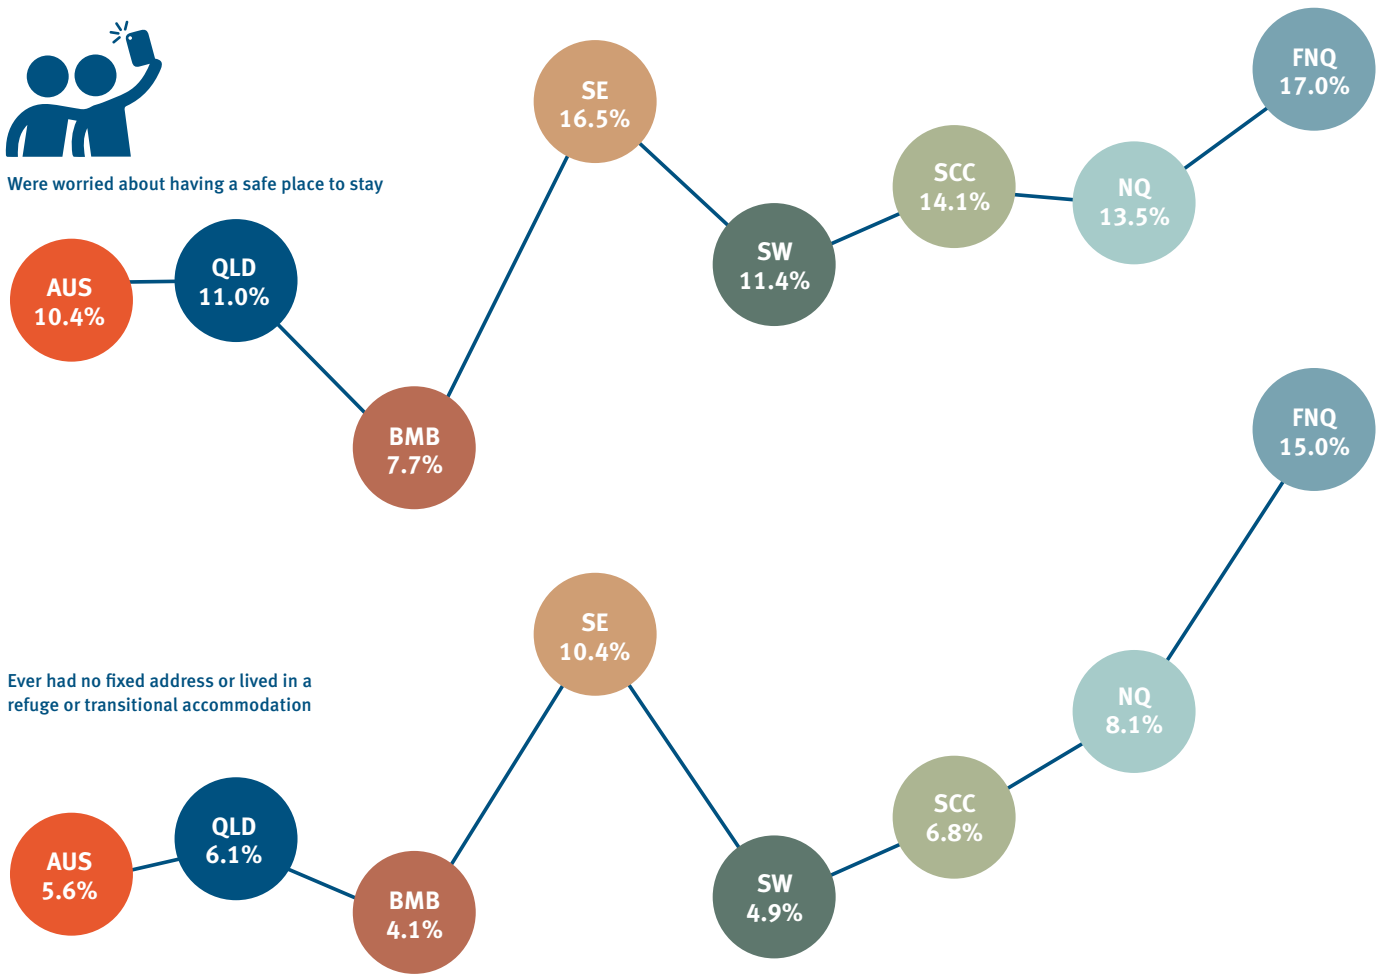 Were worried about having a safe place to stay
AUS
10.4%
QLD
11.0%
BMB
7.7%
SE
16.5%
SW
11.4%
SCC
14.1%
NQ
13.5%
FNQ
17.0%
Ever had no fixed address or lived in a
refuge or transitional accommodation
AUS
5.6%
QLD
6.1%
BMB
4.1%
SE
10.4%
SW
4.9%
SCC
6.8%
NQ
8.1%
FNQ
15.0%